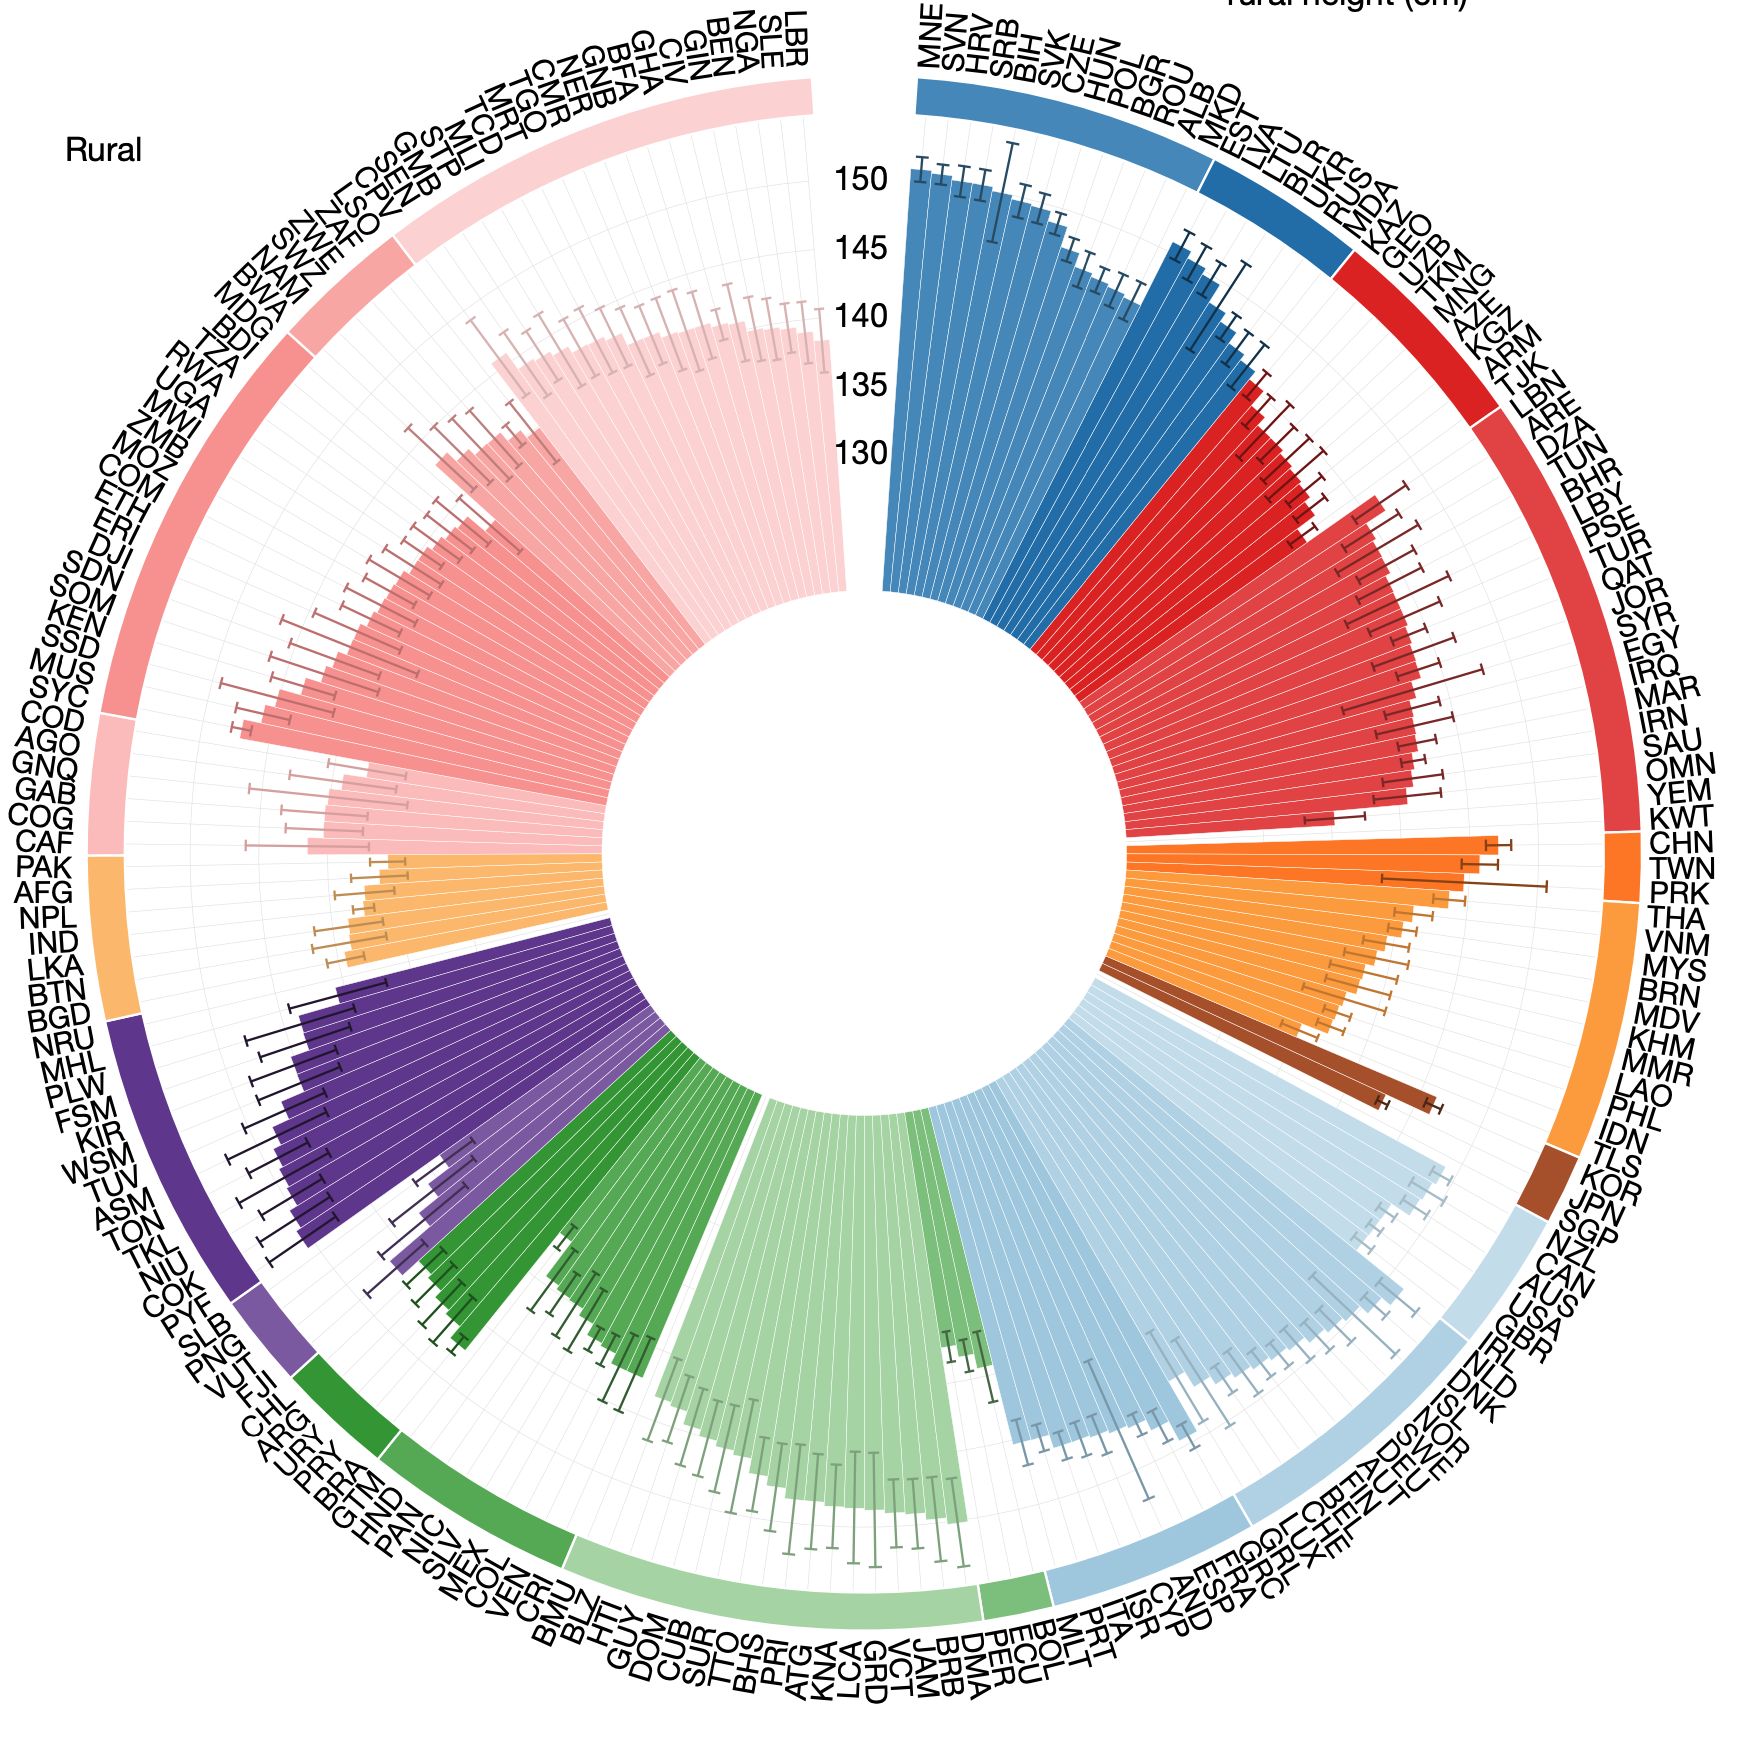 rural height (cm)
Rural
150
145
140
135
130
MNE
SVN
HRV
SRB
BIH
SVK
CZE
HUN
POL
BGR
ROU
ALB
MKD
EST
LVA
LTU
BLR
UKR
RUS
MDA
KAZ
GEO
UZB
TKM
MNG
AZE
KGZ
ARM
TJK
LBN
ARE
DZA
TUN
BHR
LBY
PSE
TUR
QAT
JOR
SYR
EGY
IRQ
MAR
IRN
SAU
OMN
YEM
KWT
CHN
TWN
PRK
THA
VNM
MYS
BRN
MDV
KHM
MMR
LAO
PHL
IDN
TLS
KOR
JPN
SGP
NZL
CAN
AUS
USA
GBR
IRL
NLD
DNK
ISL
NOR
SWE
DEU
AUT
FIN
BEL
CHE
LUX
GRL
GRC
FRA
ESP
AND
CYP
ISR
ITA
PRT
MLT
BOL
ECU
PER
DMA
BRB
JAM
VCT
GRD
LCA
KNA
ATG
PRI
BHS
TTO
SUR
CUB
DOM
GUY
HTI
BLZ
BMU
CRI
VEN
COL
MEX
SLV
NIC
PAN
HND
GTM
BRA
PRY
URY
ARG
CHL
FJI
VUT
PNG
SLB
PYF
COK
NIU
TKL
TON
ASM
TUV
WSM
KIR
FSM
PLW
MHL
NRU
BGD
BTN
LKA
IND
NPL
AFG
PAK
CAF
COG
GAB
GNQ
AGO
COD
SYC
MUS
SSD
KEN
SOM
SDN
DJI
ERI
ETH
COM
MOZ
ZMB
MWI
UGA
RWA
TZA
BDI
MDG
BWA
NAM
SWZ
ZWE
ZAF
LSO
CPV
SEN
GMB
STP
MLI
TCD
MRT
TGO
CMR
NER
GNB
BFA
GHA
CIV
GIN
BEN
NGA
SLE
LBR